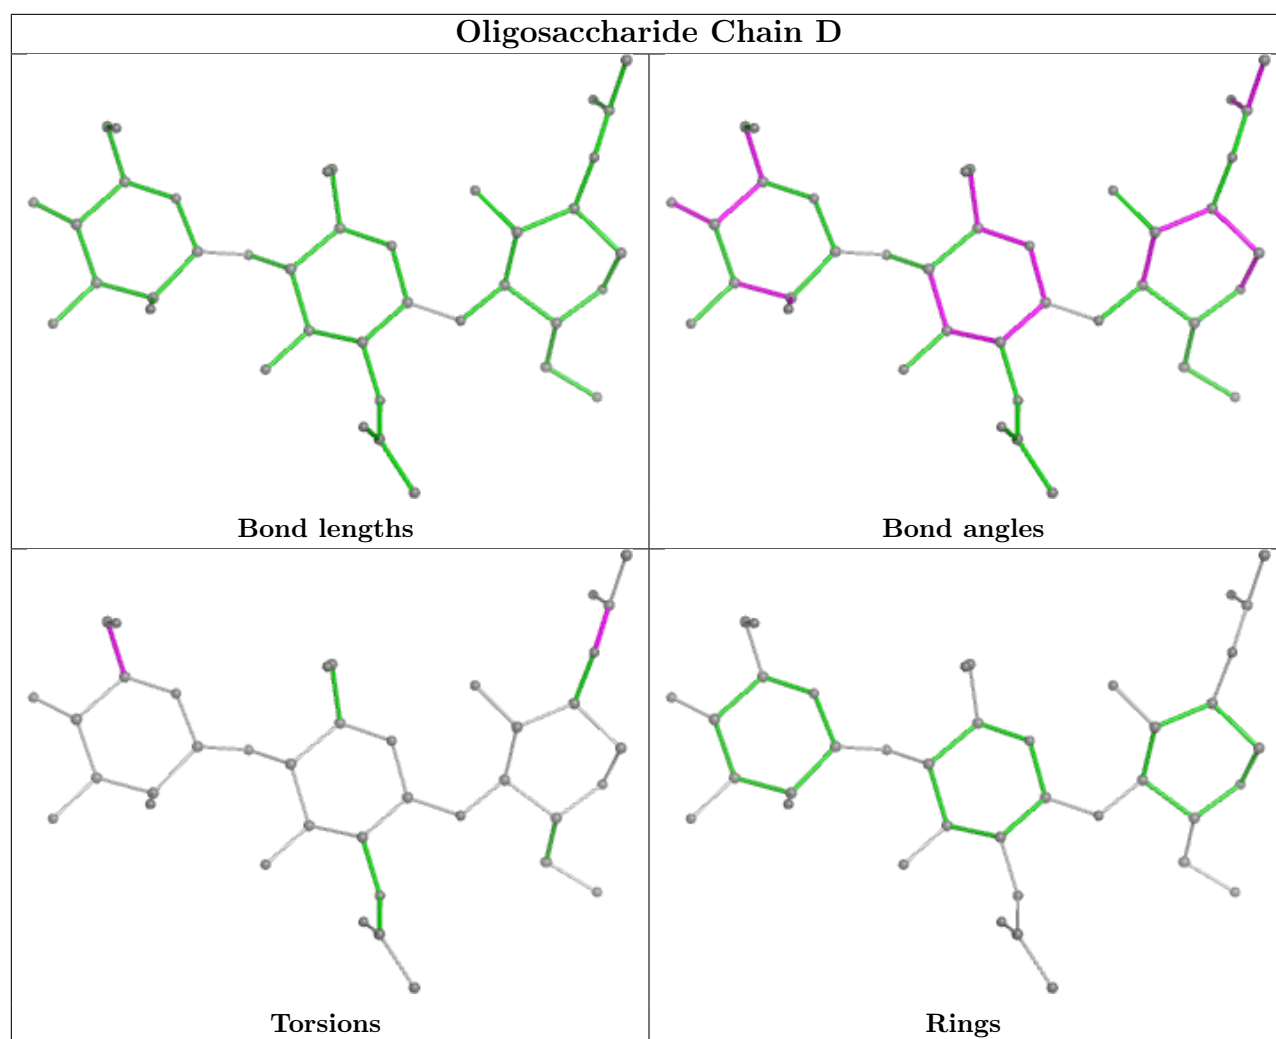 Oligosaccharide Chain D
Bond lengths
Bond angles
Torsions
Rings